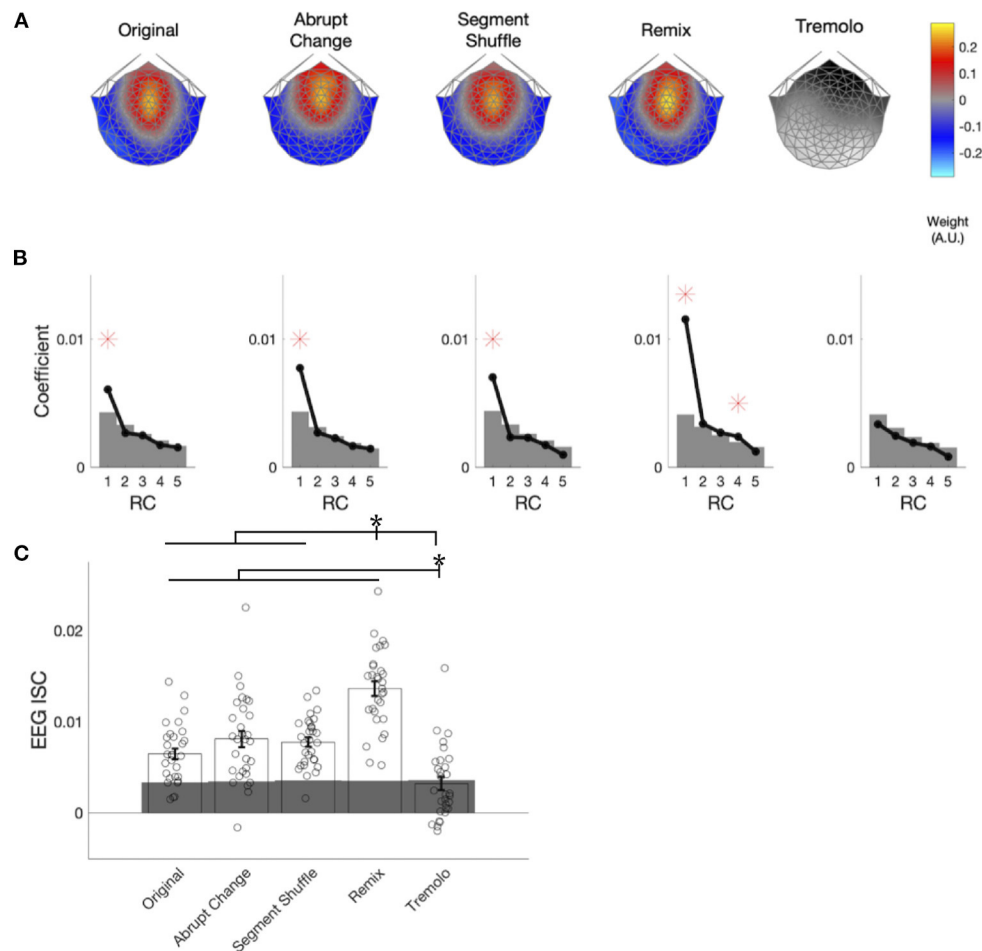 A
Original
Abrupt
Change
Segment
Shuffle
Remix
Tremolo
0.2
0.1
0
-0.1
-0.2
Weight
(A.U.)
B
Coefficient
0.01
0
1 2 3 4 5
RC
0.01
0
1 2 3 4 5
RC
0.01
0
1 2 3 4 5
RC
0.01
0
1 2 3 4 5
RC
0.01
0
1 2 3 4 5
RC
*
*
C
EEG ISC
0.02
0.01
0
Original
Abrupt Change
Segment Shuffle
Remix
Tremolo